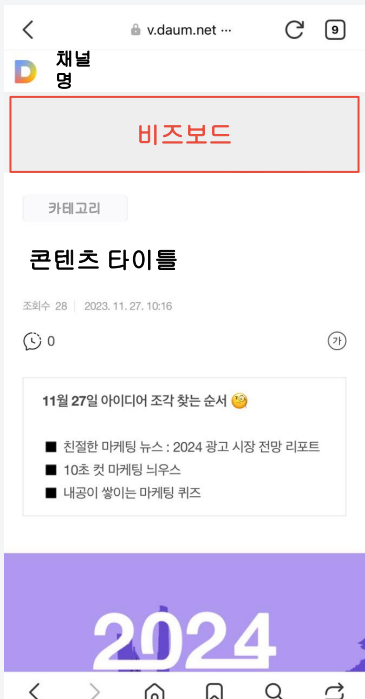 v.daum.net ···
9
채널
명
비즈보드
카테고리
콘텐츠 타이틀
조회수 28 2023. 11. 27. 10:16
0
가
11월 27일 아이디어 조각 찾는 순서 🧐
■ 친절한 마케팅 뉴스 : 2024 광고 시장 전망 리포트
■ 10초 컷 마케팅 늬우스
■ 내공이 쌓이는 마케팅 퀴즈
2024